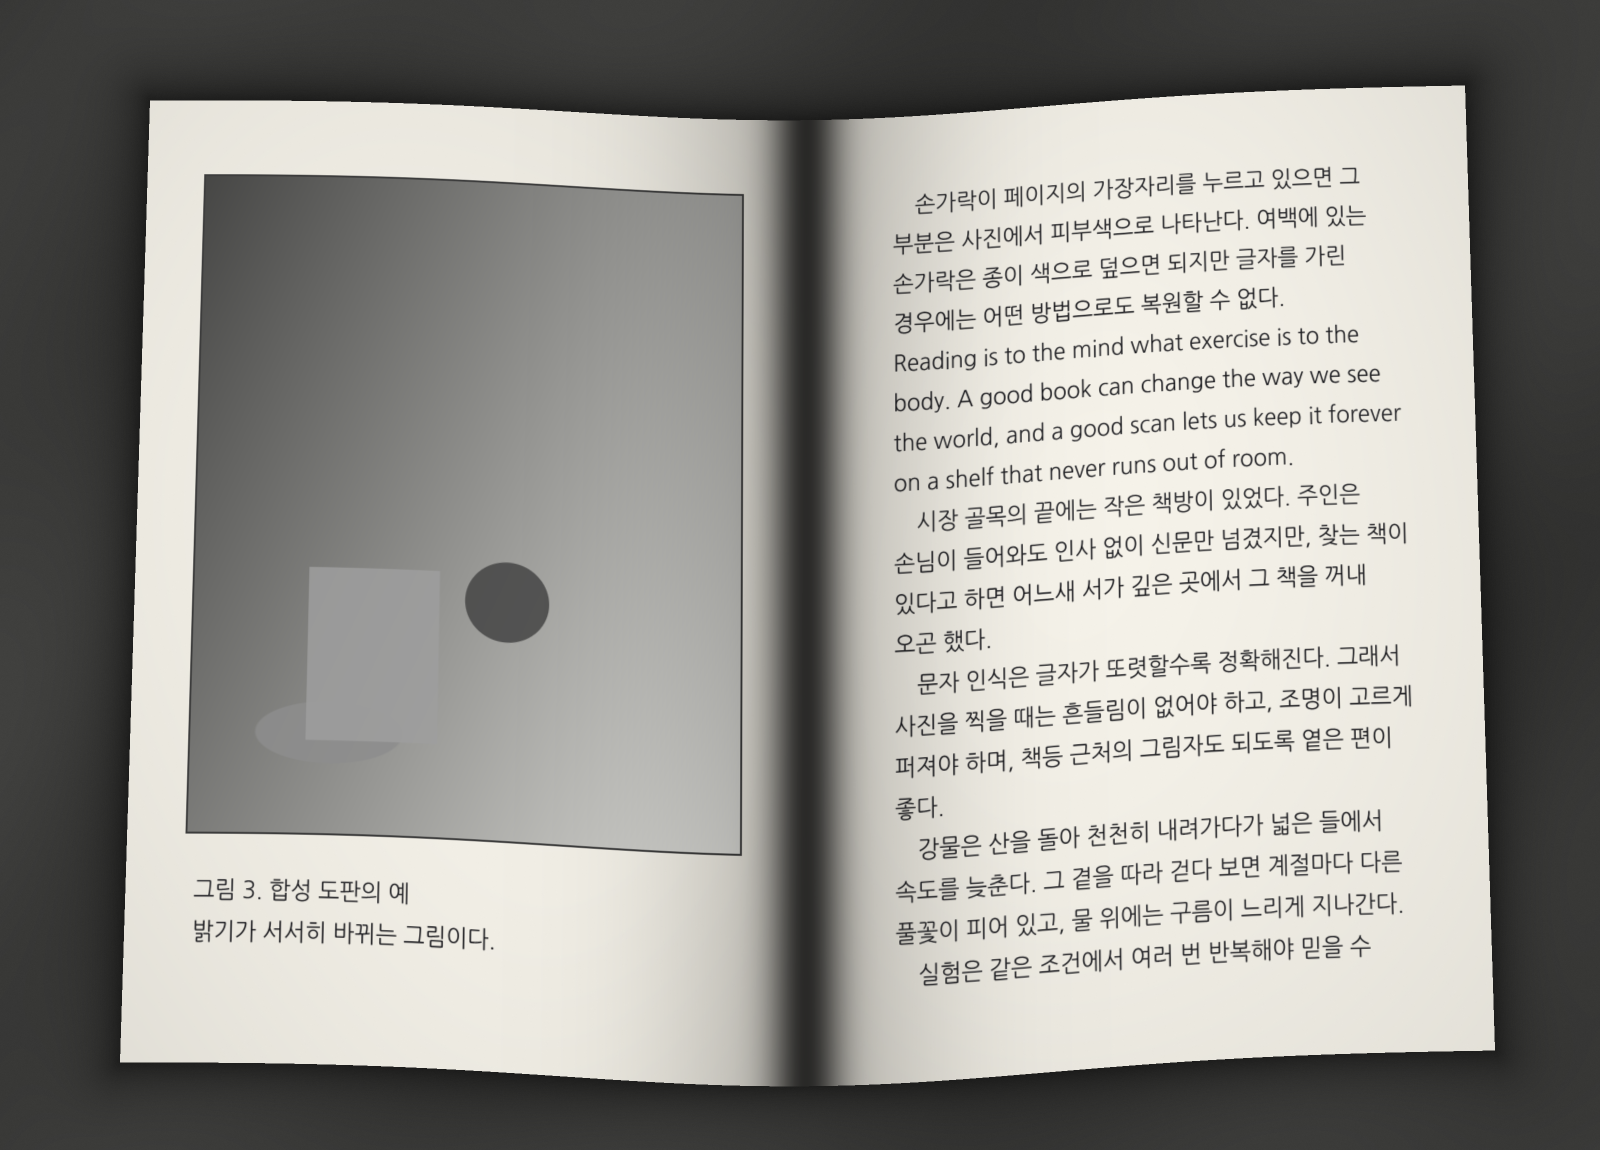 그림 3. 합성 도판의 예
밝기가 서서히 바뀌는 그림이다.
손가락이 페이지의 가장자리를 누르고 있으면 그
부분은 사진에서 피부색으로 나타난다. 여백에 있는
손가락은 종이 색으로 덮으면 되지만 글자를 가린
경우에는 어떤 방법으로도 복원할 수 없다.
Reading is to the mind what exercise is to the
body. A good book can change the way we see
the world, and a good scan lets us keep it forever
on a shelf that never runs out of room.
시장 골목의 끝에는 작은 책방이 있었다. 주인은
손님이 들어와도 인사 없이 신문만 넘겼지만, 찾는 책이
있다고 하면 어느새 서가 깊은 곳에서 그 책을 꺼내
오곤 했다.
문자 인식은 글자가 또렷할수록 정확해진다. 그래서
사진을 찍을 때는 흔들림이 없어야 하고, 조명이 고르게
퍼져야 하며, 책등 근처의 그림자도 되도록 옅은 편이
좋다.
강물은 산을 돌아 천천히 내려가다가 넓은 들에서
속도를 늦춘다. 그 곁을 따라 걷다 보면 계절마다 다른
풀꽃이 피어 있고, 물 위에는 구름이 느리게 지나간다.
실험은 같은 조건에서 여러 번 반복해야 믿을 수